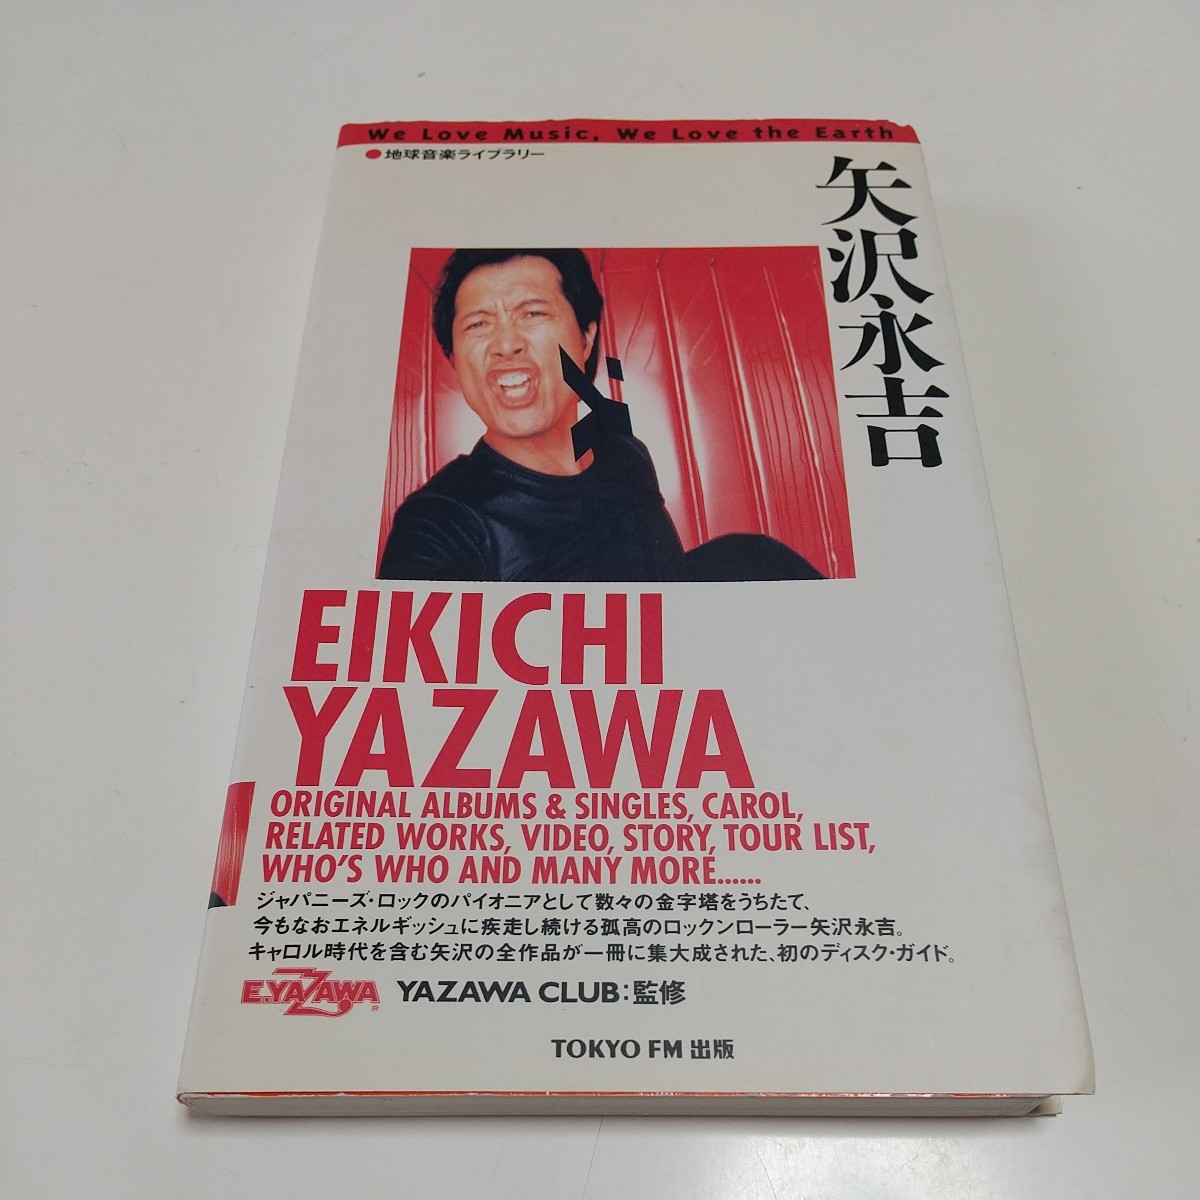 We Love Music, We Love the Earth
●地球音楽ライブラリー
矢沢永吉
EIKICHI
YAZAWA
ORIGINAL ALBUMS & SINGLES, CAROL,
RELATED WORKS, VIDEO, STORY, TOUR LIST,
WHO'S WHO AND MANY MORE......
ジャパニーズ・ロックのパイオニアとして数々の金字塔をうちたて、
今もなおエネルギッシュに疾走し続ける孤高のロックンローラー矢沢永吉。
キャロル時代を含む矢沢の全作品が一冊に集大成された、初のディスク・ガイド。
E.YAZAWA® YAZAWA CLUB:監修
TOKYO FM 出版